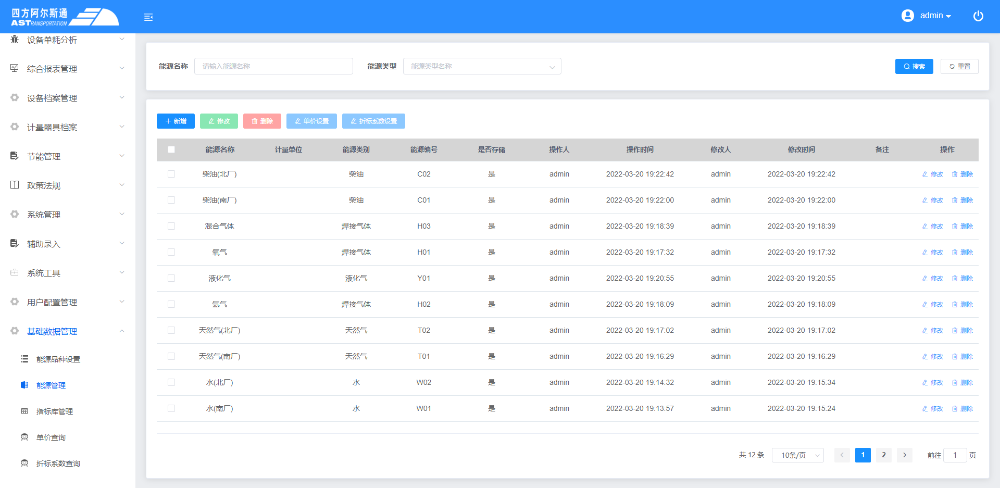 四方阿尔斯通
ASTRANSPORTATION
admin
设备单耗分析
综合报表管理
设备档案管理
计量器具档案
节能管理
政策法规
系统管理
辅助录入
系统工具
用户配置管理
基础数据管理
能源品种设置
能源管理
指标库管理
单价查询
折标系数查询
能源名称 请输入能源名称 能源类型 能源类型名称 搜索 重置
新增 修改 删除 单价设置 折标系数设置
能源名称 计量单位 能源类别 能源编号 是否存储 操作人 操作时间 修改人 修改时间 备注 操作
柴油(北厂) 柴油 C02 是 admin 2022-03-20 19:22:42 admin 2022-03-20 19:22:42 修改 删除
柴油(南厂) 柴油 C01 是 admin 2022-03-20 19:22:00 admin 2022-03-20 19:22:00 修改 删除
混合气体 焊接气体 H03 是 admin 2022-03-20 19:18:39 admin 2022-03-20 19:18:39 修改 删除
氧气 焊接气体 H01 是 admin 2022-03-20 19:17:32 admin 2022-03-20 19:17:32 修改 删除
液化气 液化气 Y01 是 admin 2022-03-20 19:20:55 admin 2022-03-20 19:20:55 修改 删除
氩气 焊接气体 H02 是 admin 2022-03-20 19:18:09 admin 2022-03-20 19:18:09 修改 删除
天然气(北厂) 天然气 T02 是 admin 2022-03-20 19:17:02 admin 2022-03-20 19:17:02 修改 删除
天然气(南厂) 天然气 T01 是 admin 2022-03-20 19:16:29 admin 2022-03-20 19:16:29 修改 删除
水(北厂) 水 W02 是 admin 2022-03-20 19:14:32 admin 2022-03-20 19:15:34 修改 删除
水(南厂) 水 W01 是 admin 2022-03-20 19:13:57 admin 2022-03-20 19:15:24 修改 删除
共 12 条 10条/页 1 2 前往 1 页